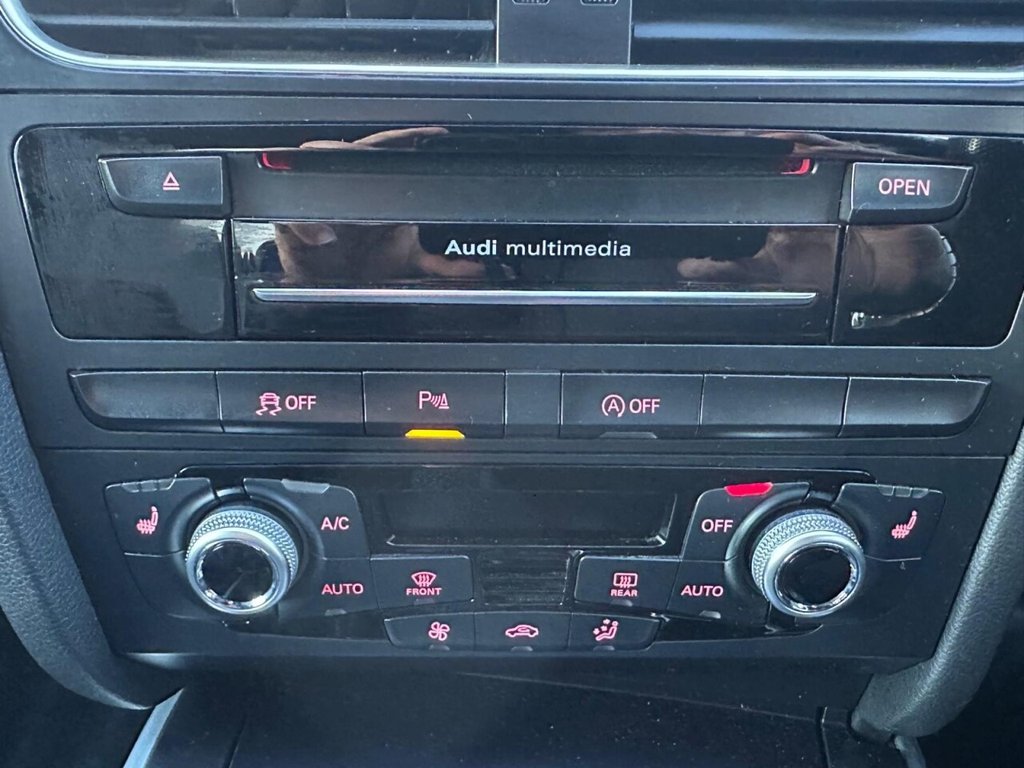 OPEN
Audi multimedia
OFF
P
A OFF
A/C
OFF
AUTO
FRONT
REAR
AUTO